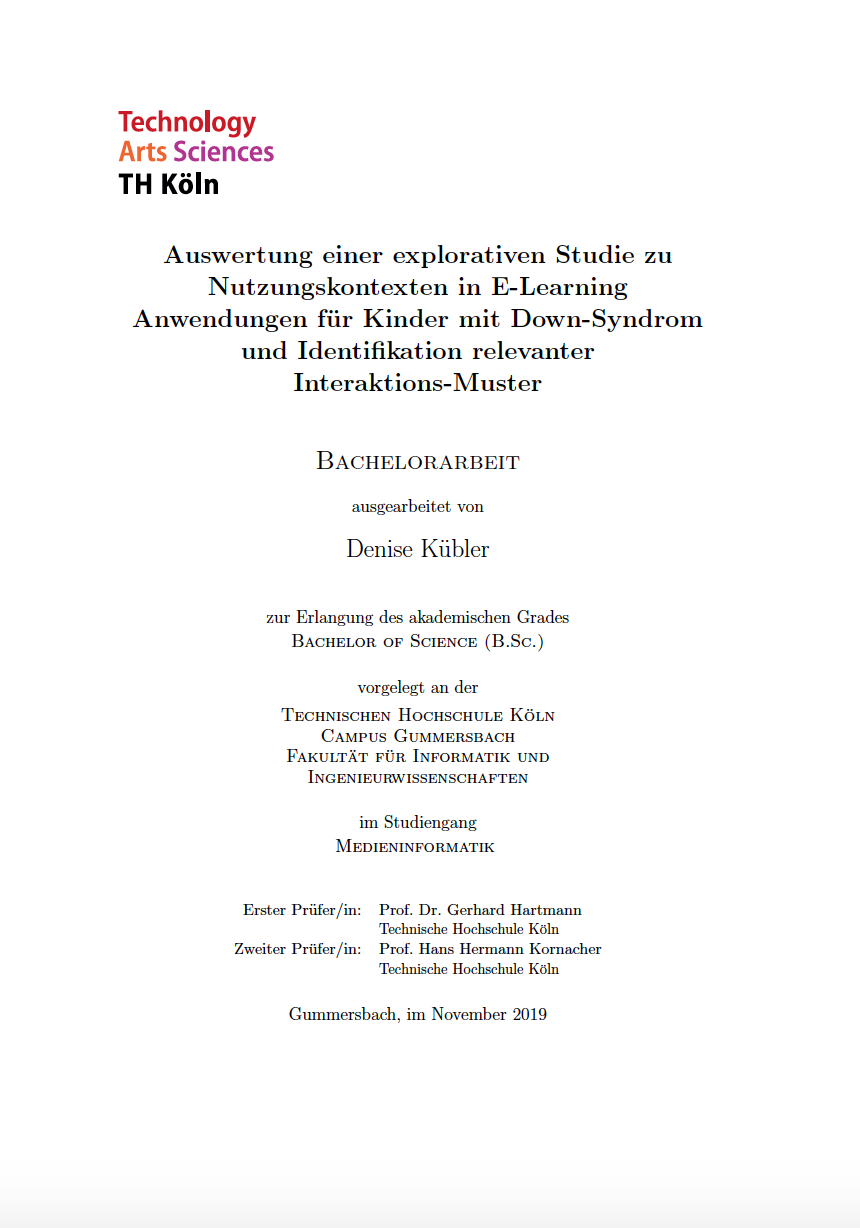 Technology
Arts Sciences
TH Köln
Auswertung einer explorativen Studie zu
Nutzungskontexten in E-Learning
Anwendungen für Kinder mit Down-Syndrom
und Identifikation relevanter
Interaktions-Muster
Bachelorarbeit
ausgearbeitet von
Denise Kübler
zur Erlangung des akademischen Grades
Bachelor of Science (B.Sc.)
vorgelegt an der
Technischen Hochschule Köln
Campus Gummersbach
Fakultät für Informatik und
Ingenieurwissenschaften
im Studiengang
Medieninformatik
Erster Prüfer/in: Prof. Dr. Gerhard Hartmann
Technische Hochschule Köln
Zweiter Prüfer/in: Prof. Hans Hermann Kornacher
Technische Hochschule Köln
Gummersbach, im November 2019